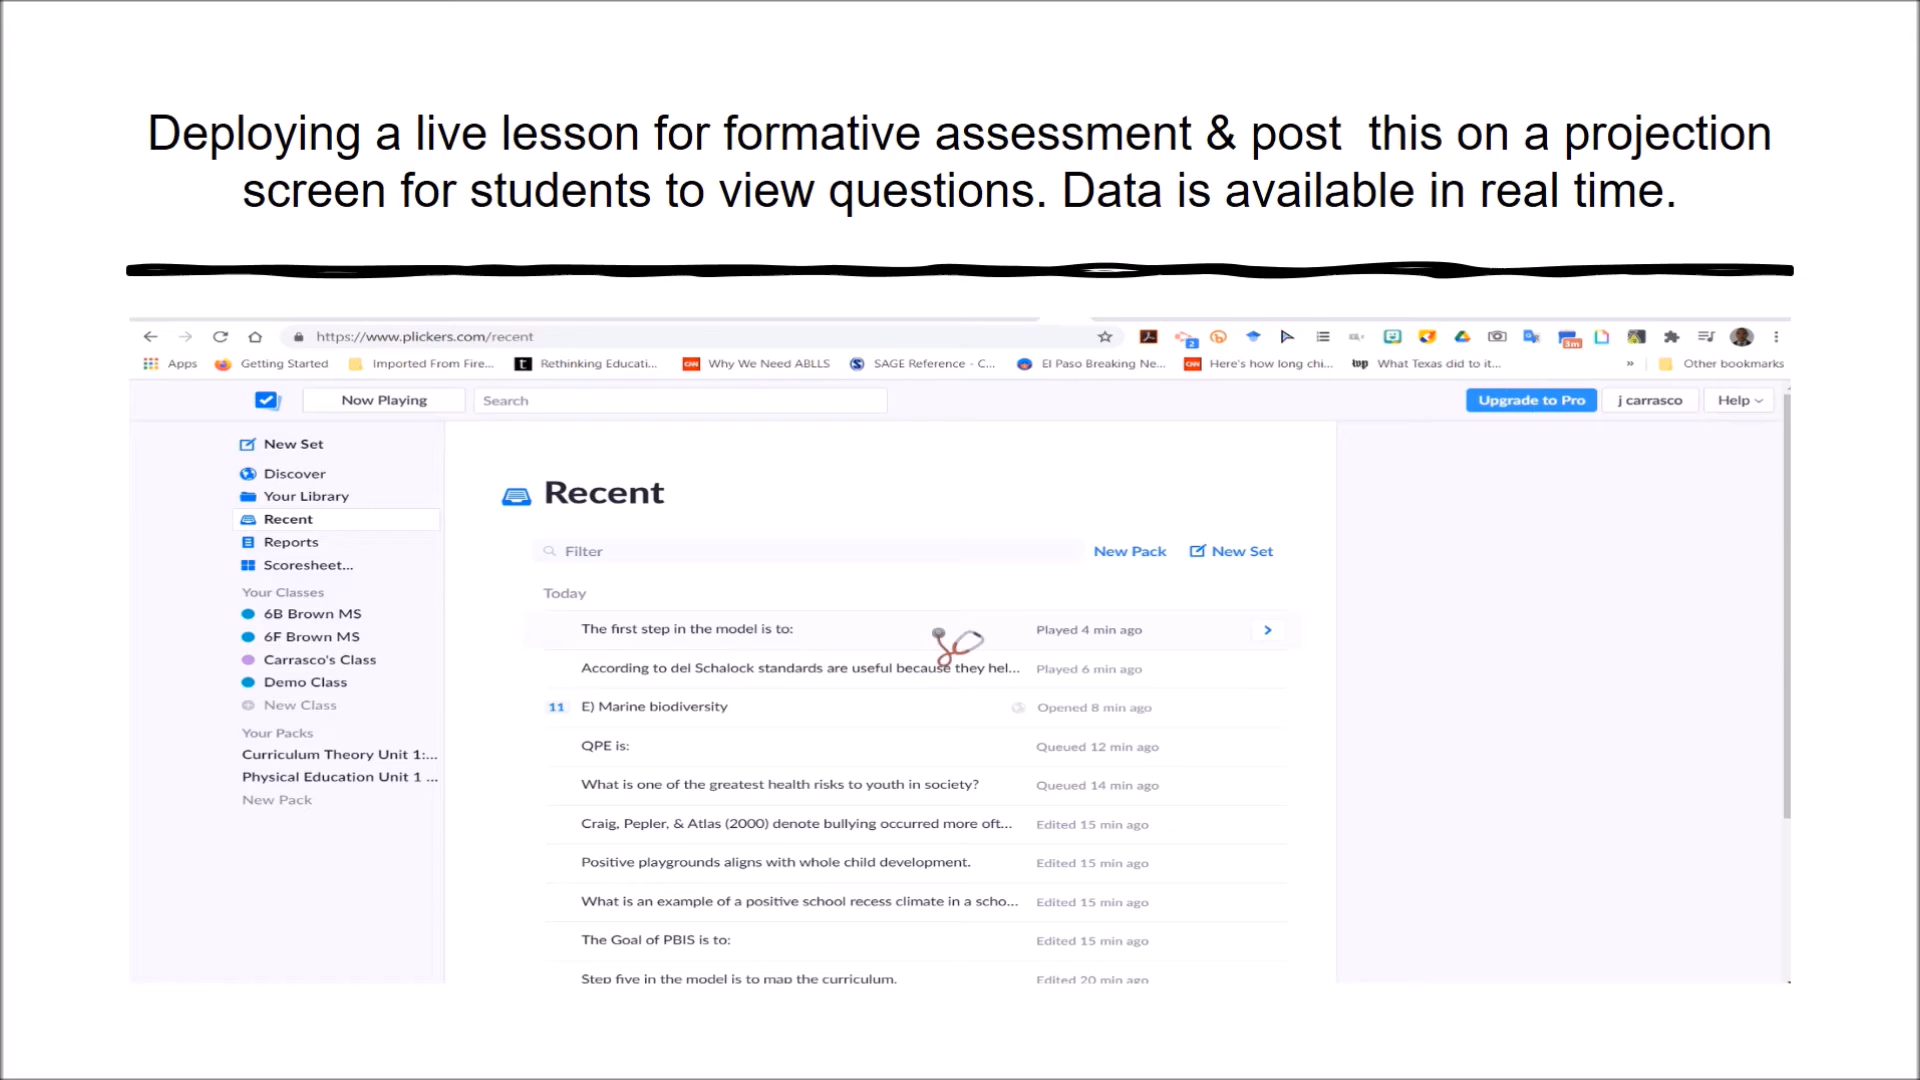 Deploying a live lesson for formative assessment & post  this on a projection
screen for students to view questions. Data is available in real time.
https://www.plickers.com/recent
2
3m
Apps Getting Started Imported From Fire... Rethinking Educati... Why We Need ABLLS SAGE Reference - C... El Paso Breaking Ne... Here's how long chi... What Texas did to it... » Other bookmarks
Now Playing Search Upgrade to Pro j carrasco Help
New Set
Discover
Your Library
Recent
Reports
Scoresheet...
Your Classes
6B Brown MS
6F Brown MS
Carrasco's Class
Demo Class
New Class
Your Packs
Curriculum Theory Unit 1:...
Physical Education Unit 1 ...
New Pack
Recent
Filter New Pack New Set
Today
The first step in the model is to: Played 4 min ago
According to del Schalock standards are useful because they hel... Played 6 min ago
11 E) Marine biodiversity Opened 8 min ago
QPE is: Queued 12 min ago
What is one of the greatest health risks to youth in society? Queued 14 min ago
Craig, Pepler, & Atlas (2000) denote bullying occurred more oft... Edited 15 min ago
Positive playgrounds aligns with whole child development. Edited 15 min ago
What is an example of a positive school recess climate in a scho... Edited 15 min ago
The Goal of PBIS is to: Edited 15 min ago
Step five in the model is to map the curriculum. Edited 20 min ago